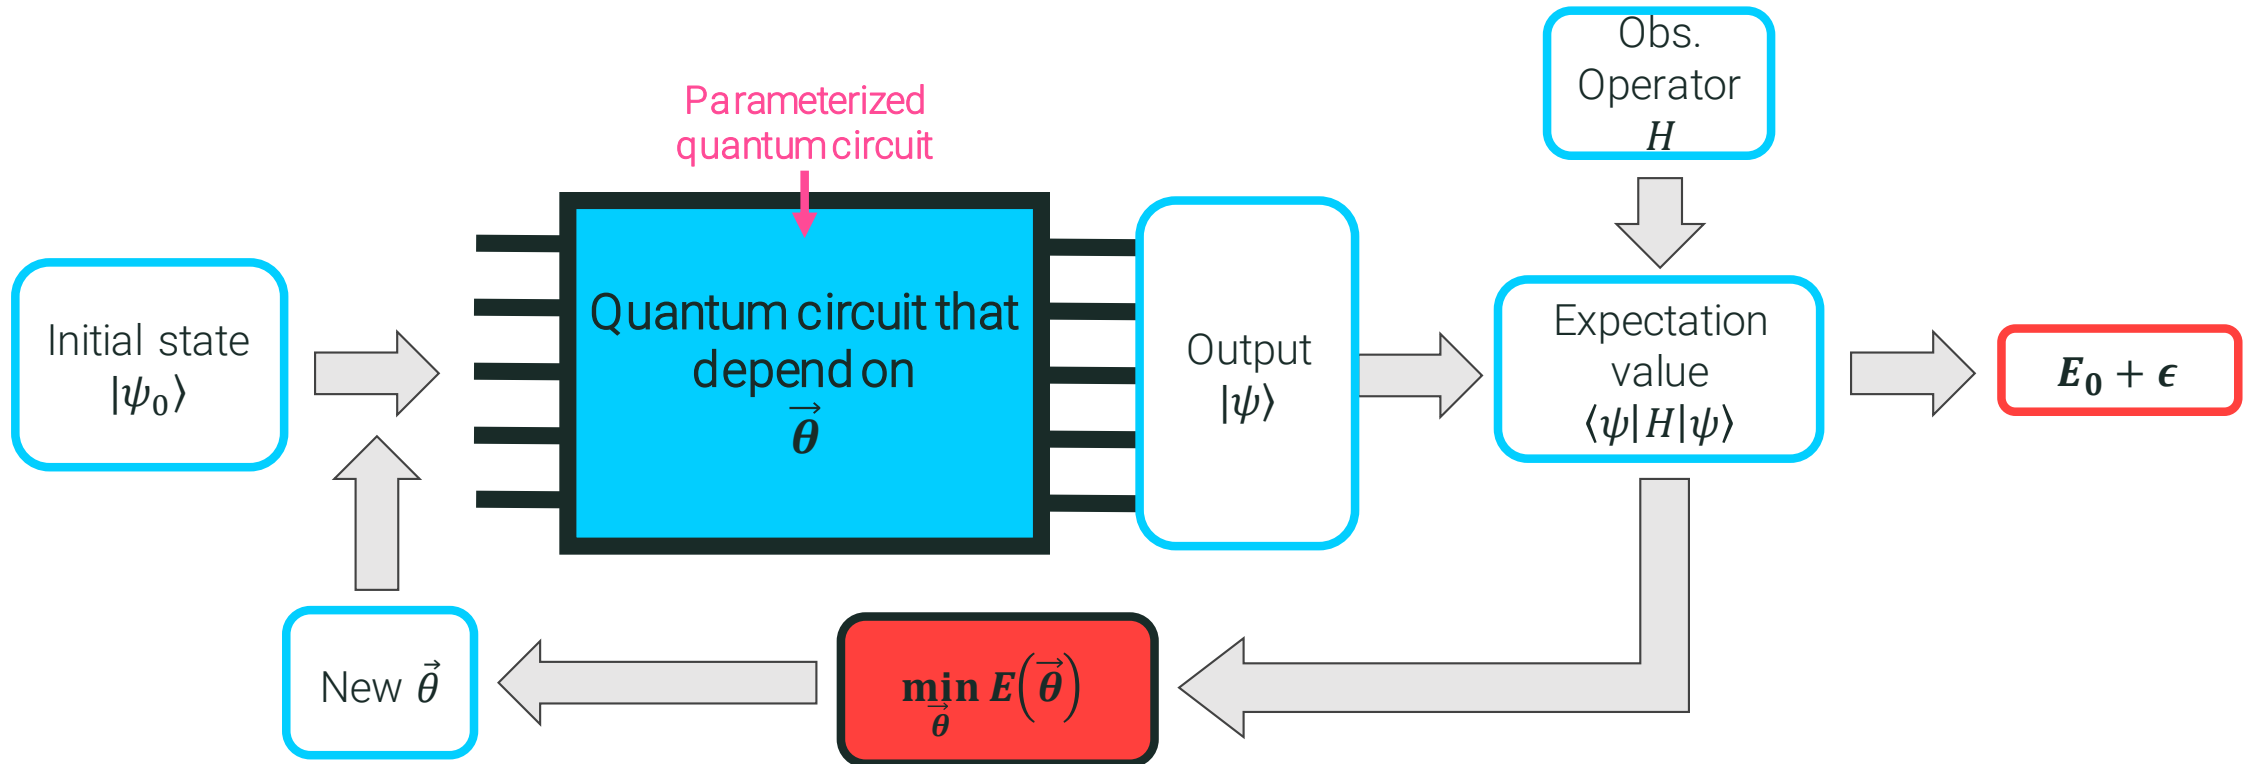 Obs.
Operator
H
Parameterized
quantum circuit
Initial state
|ψ₀⟩
Quantum circuit that
depend on
θ⃗
Output
|ψ⟩
Expectation
value
⟨ψ|H|ψ⟩
E₀ + ϵ
New θ⃗
min E(θ⃗)
θ⃗